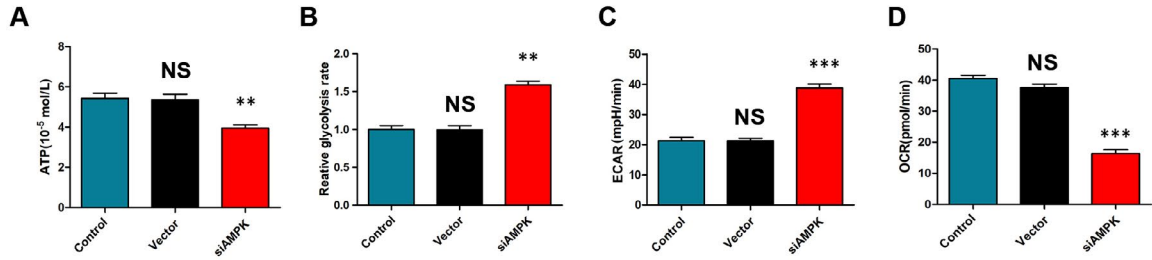 A
ATP(10⁻⁵ mol/L)
8
6
4
2
0
NS
**
Control
Vector
siAMPK
B
Reative glycolysis rate
2.0
1.5
1.0
0.5
0.0
NS
**
Control
Vector
siAMPK
C
ECAR (mpH/min)
50
40
30
20
10
0
NS
***
Control
Vector
siAMPK
D
OCR(pmol/min)
50
40
30
20
10
0
NS
***
Control
Vector
siAMPK